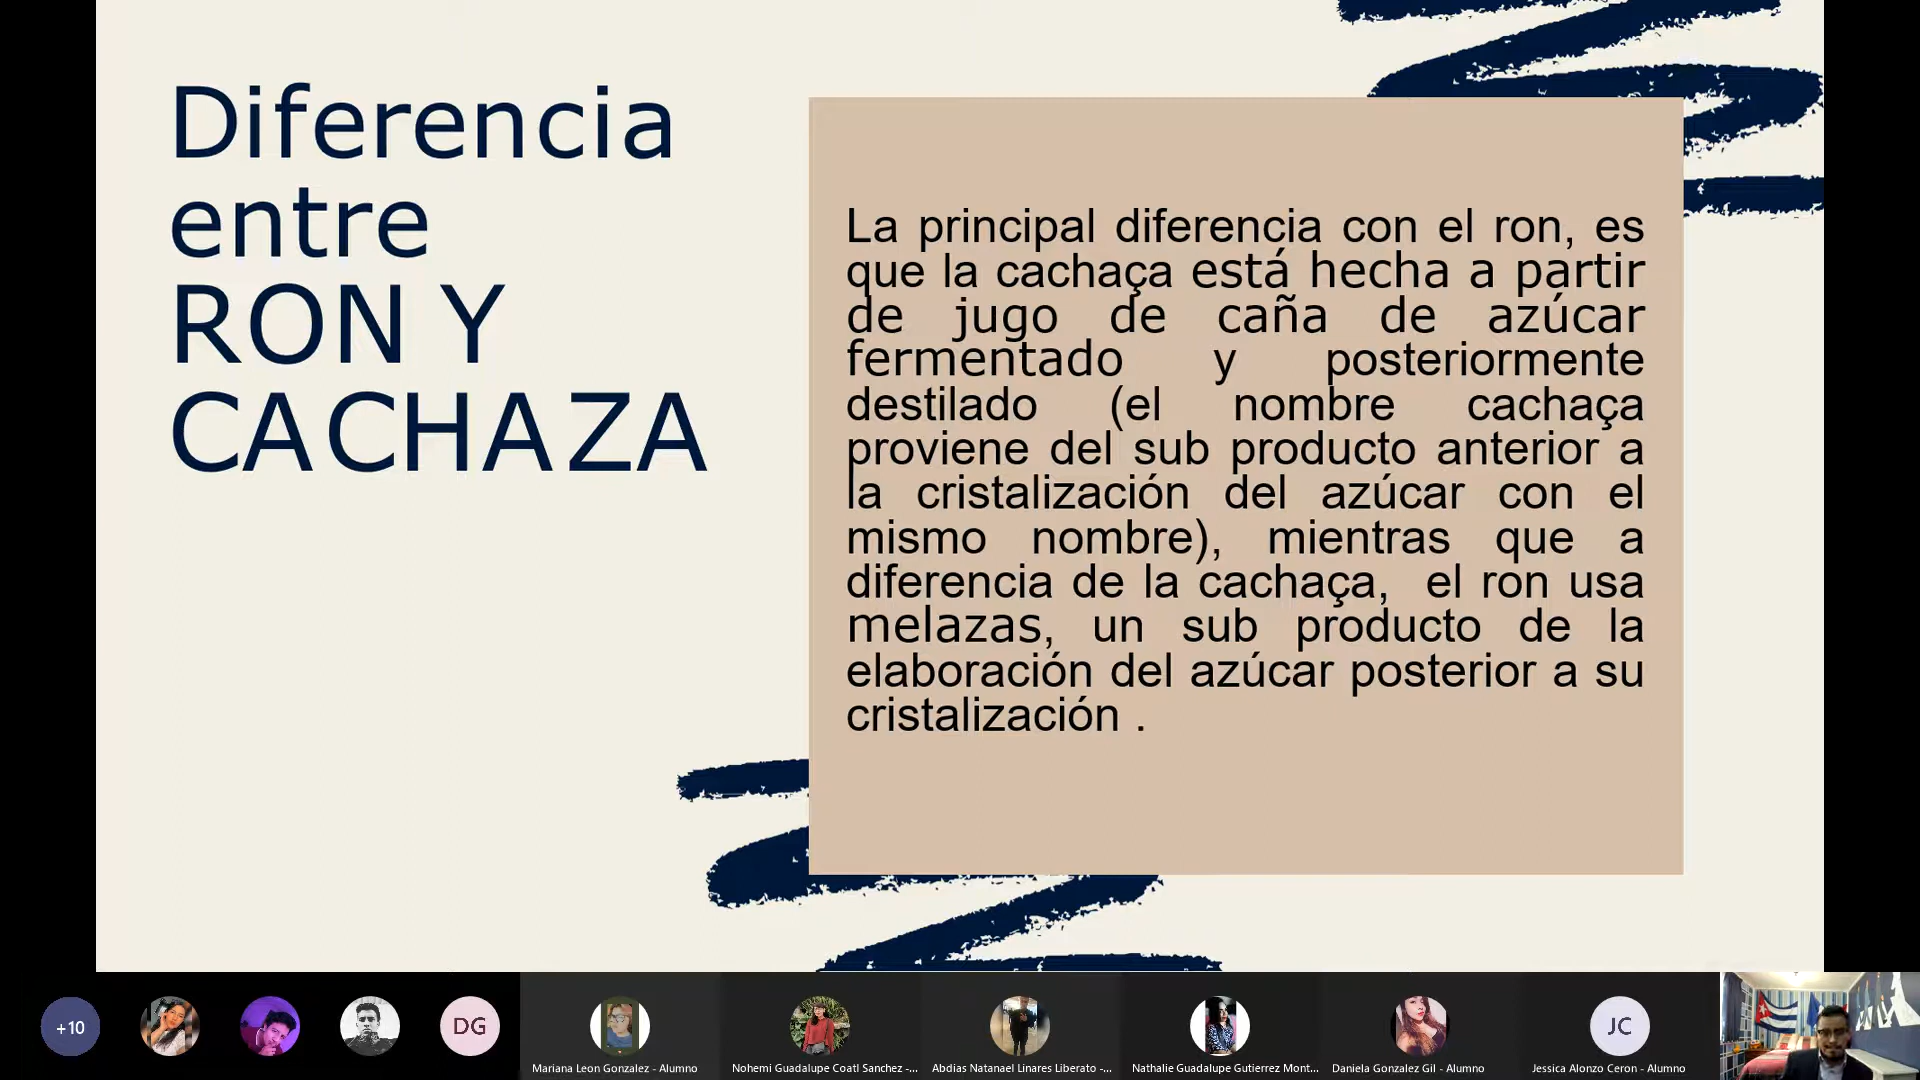 Diferencia
entre
RON Y
CACHAZA
La principal diferencia con el ron, es
que la cachaça está hecha a partir
de jugo de caña de azúcar
fermentado y posteriormente
destilado (el nombre cachaça
proviene del sub producto anterior a
la cristalización del azúcar con el
mismo nombre), mientras que a
diferencia de la cachaça, el ron usa
melazas, un sub producto de la
elaboración del azúcar posterior a su
cristalización .
+10
DG
Mariana Leon Gonzalez - Alumno
Nohemi Guadalupe Coatl Sanchez -...
Abdias Natanael Linares Liberato -...
Nathalie Guadalupe Gutierrez Mont...
Daniela Gonzalez Gil - Alumno
JC
Jessica Alonzo Ceron - Alumno